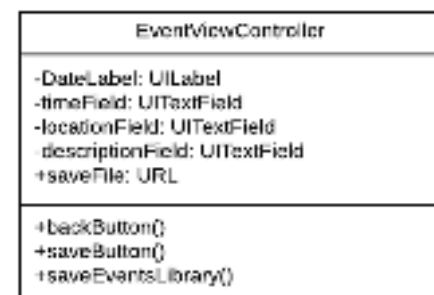 EventViewController
-DateLabel: UILabel
-timeField: UITextField
-locationField: UITextField
-descriptionField: UITextField
+saveFile: URL
+backButton()
+saveButton()
+saveEventsLibrary()